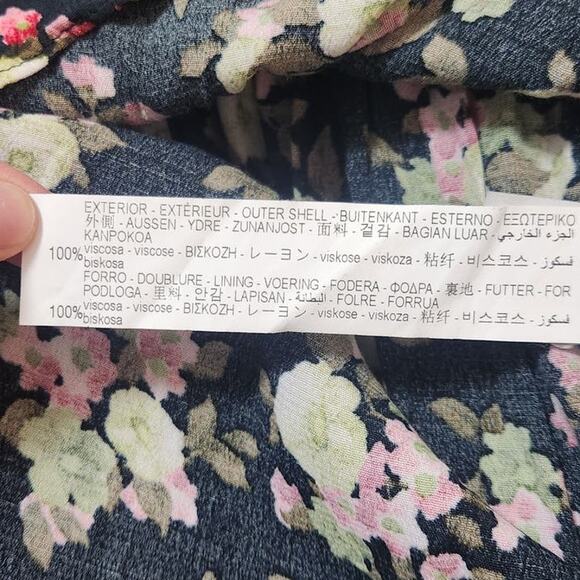 EXTERIOR - EXTÉRIEUR - OUTER SHELL - BUITENKANT - ESTERNO - ΕΞΩΤΕΡΙΚΟ
外側 - AUSSEN - YDRE - ZUNANJOST - 面料 - 겉감 - BAGIAN LUAR - الجزء الخارجي -
KANPOKOA
100% viscosa - viscose - ΒΙΣΚΟΖΗ - レーヨン - viskose - viskoza - 粘纤 - 비스코스 - فسكوز -
biskosa
FORRO - DOUBLURE - LINING - VOERING - FODERA - ΦΟΔΡΑ - 裏地 - FUTTER - FOR
PODLOGA - 里料 - 안감 - LAPISAN - البطانة - FOLRE - FORRUA
100% viscosa - viscose - ΒΙΣΚΟΖΗ - レーヨン - viskose - viskoza - 粘纤 - 비스코스 - فسكوز -
biskosa